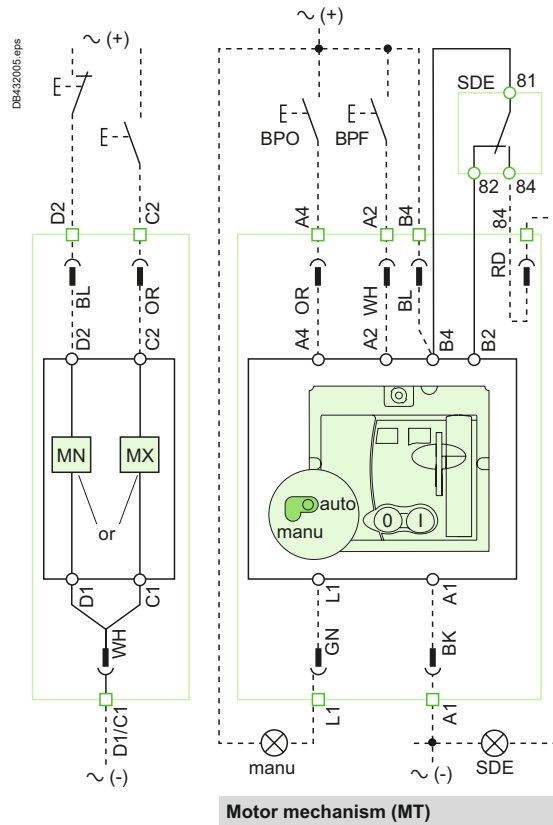 DB432005.eps
~ (+)
~ (+)
SDE
81
BPO
BPF
82
84
D2
C2
A4
A2
B4
84
BL
OR
OR
WH
BL
RD
D2
C2
A4
A2
B4
B2
MN
MX
or
auto
manu
0
I
D1
C1
L1
A1
WH
GN
BK
D1/C1
L1
A1
manu
SDE
~ (-)
~ (-)
Motor mechanism (MT)